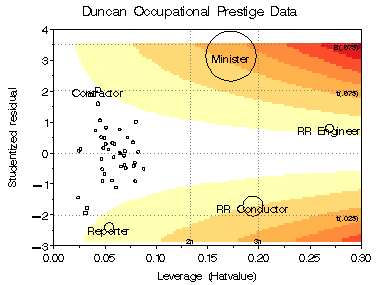 Duncan Occupational Prestige Data
4
3
2
1
0
−1
−2
−3
Studentized residual
Minister
Contractor
RR Engineer
RR Conductor
Reporter
t(.975)
t(.025)
0.00
0.05
0.10
0.15
0.20
0.25
0.30
Leverage (Hatvalue)